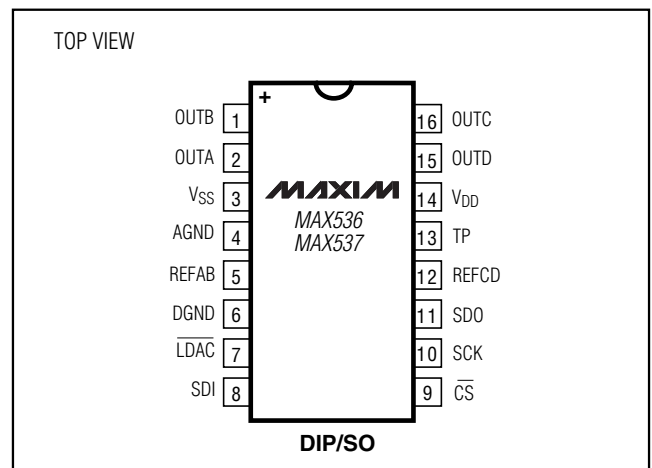 TOP VIEW
+
OUTB 1 16 OUTC
OUTA 2 15 OUTD
VSS 3 14 VDD
MAXIM
MAX536
MAX537
AGND 4 13 TP
REFAB 5 12 REFCD
DGND 6 11 SDO
LDAC 7 10 SCK
SDI 8 9 CS
DIP/SO